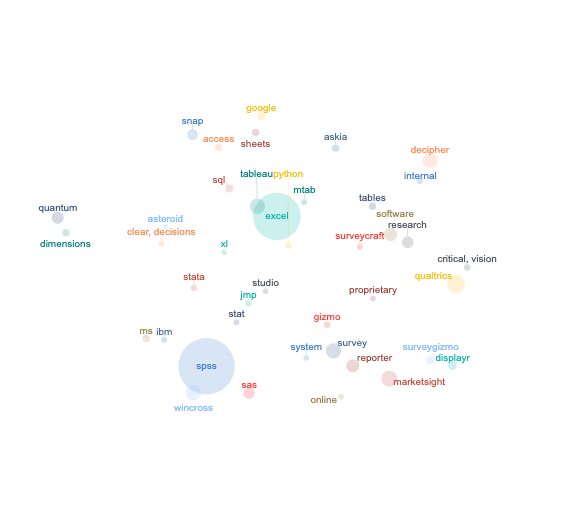 google
snap
access
sheets
askia
decipher
tableau
python
internal
sql
mtab
tables
quantum
software
asteroid
excel
research
clear, decisions
surveycraft
dimensions
xl
critical, vision
stata
studio
qualtrics
jmp
proprietary
stat
gizmo
ms
ibm
system
survey
surveygizmo
spss
reporter
displayr
sas
marketsight
wincross
online